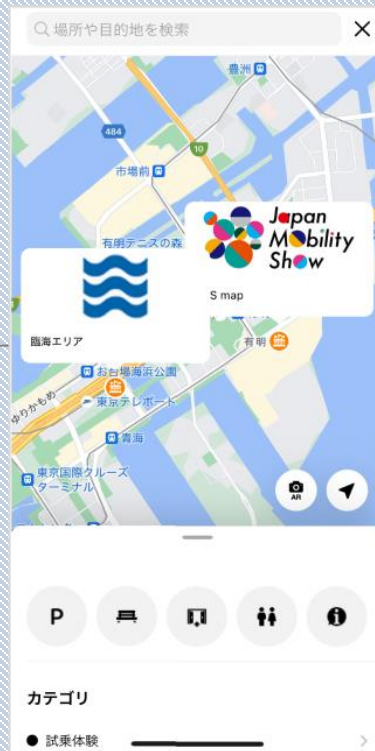 場所や目的地を検索
豊洲
484
10
市場前
有明テニスの森
Japan
Mobility
Show
S map
臨海エリア
有明
お台場海浜公園
東京テレポート
ゆりかもめ
青海
東京国際クルーズ
ターミナル
AR
P
カテゴリ
試乗体験